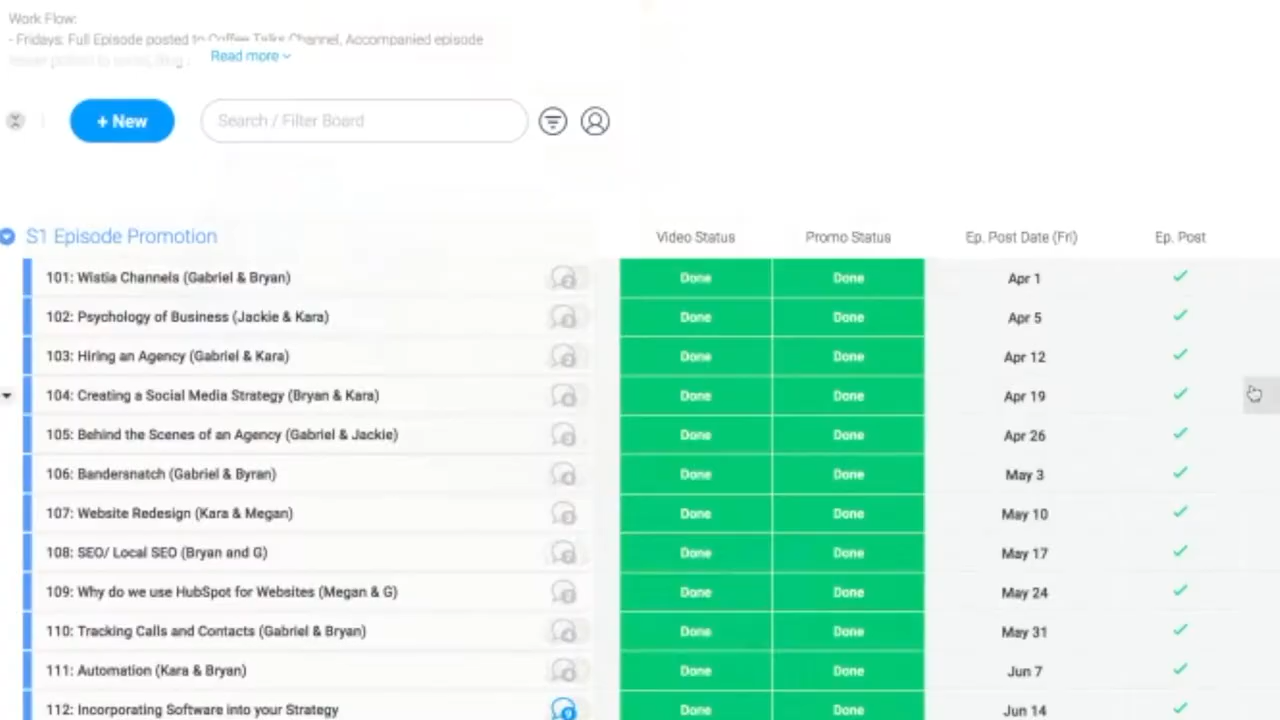 Work Flow:
- Fridays: Full Episode posted to Coffee Talks Channel, Accompanied episode
Read more
+ New
Search / Filter Board
S1 Episode Promotion
Video Status
Promo Status
Ep. Post Date (Fri)
Ep. Post
101: Wistia Channels (Gabriel & Bryan)
Done
Done
Apr 1
102: Psychology of Business (Jackie & Kara)
Done
Done
Apr 5
103: Hiring an Agency (Gabriel & Kara)
Done
Done
Apr 12
104: Creating a Social Media Strategy (Bryan & Kara)
Done
Done
Apr 19
105: Behind the Scenes of an Agency (Gabriel & Jackie)
Done
Done
Apr 26
106: Bandersnatch (Gabriel & Byran)
Done
Done
May 3
107: Website Redesign (Kara & Megan)
Done
Done
May 10
108: SEO/ Local SEO (Bryan and G)
Done
Done
May 17
109: Why do we use HubSpot for Websites (Megan & G)
Done
Done
May 24
110: Tracking Calls and Contacts (Gabriel & Bryan)
Done
Done
May 31
111: Automation (Kara & Bryan)
Done
Done
Jun 7
112: Incorporating Software into your Strategy
Done
Done
Jun 14